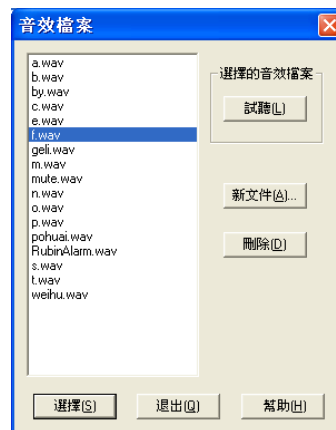 音效檔案
a.wav
b.wav
by.wav
c.wav
e.wav
f.wav
geli.wav
m.wav
mute.wav
n.wav
o.wav
p.wav
pohuai.wav
RubinAlarm.wav
s.wav
t.wav
weihu.wav
選擇的音效檔案
試聽(L)
新文件(A)...
刪除(D)
選擇(S)
退出(Q)
幫助(H)